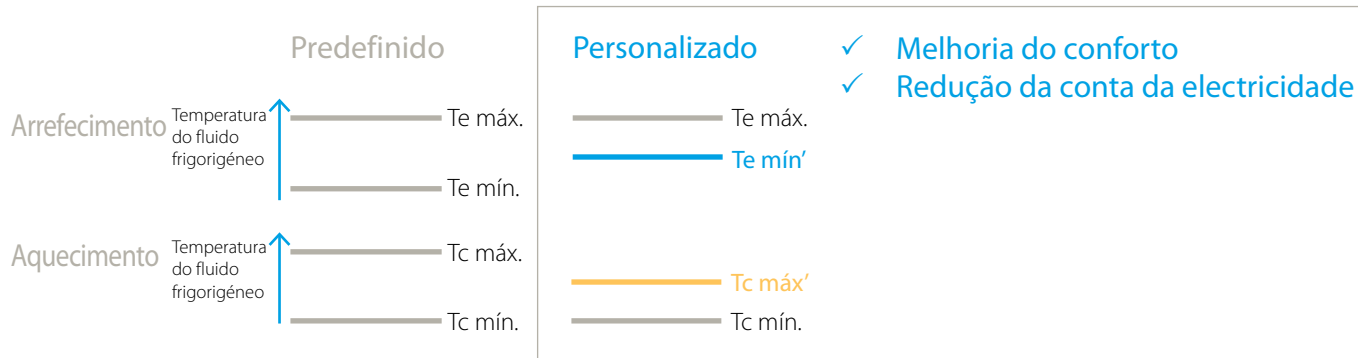 Predefinido
Personalizado
✓ Melhoria do conforto
✓ Redução da conta da electricidade
Arrefecimento
Temperatura
do fluido
frigorigéneo
Te máx.
Te mín.
Te máx.
Te mín’
Aquecimento
Temperatura
do fluido
frigorigéneo
Tc máx.
Tc mín.
Tc máx’
Tc mín.